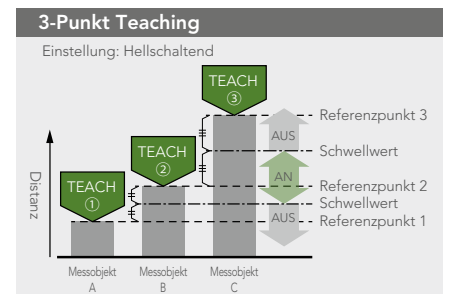 3-Punkt Teaching
Einstellung: Hellschaltend
TEACH
③
TEACH
②
TEACH
①
Referenzpunkt 3
AUS
Schwellwert
AN
Referenzpunkt 2
Schwellwert
AUS
Referenzpunkt 1
Distanz
Messobjekt
A
Messobjekt
B
Messobjekt
C